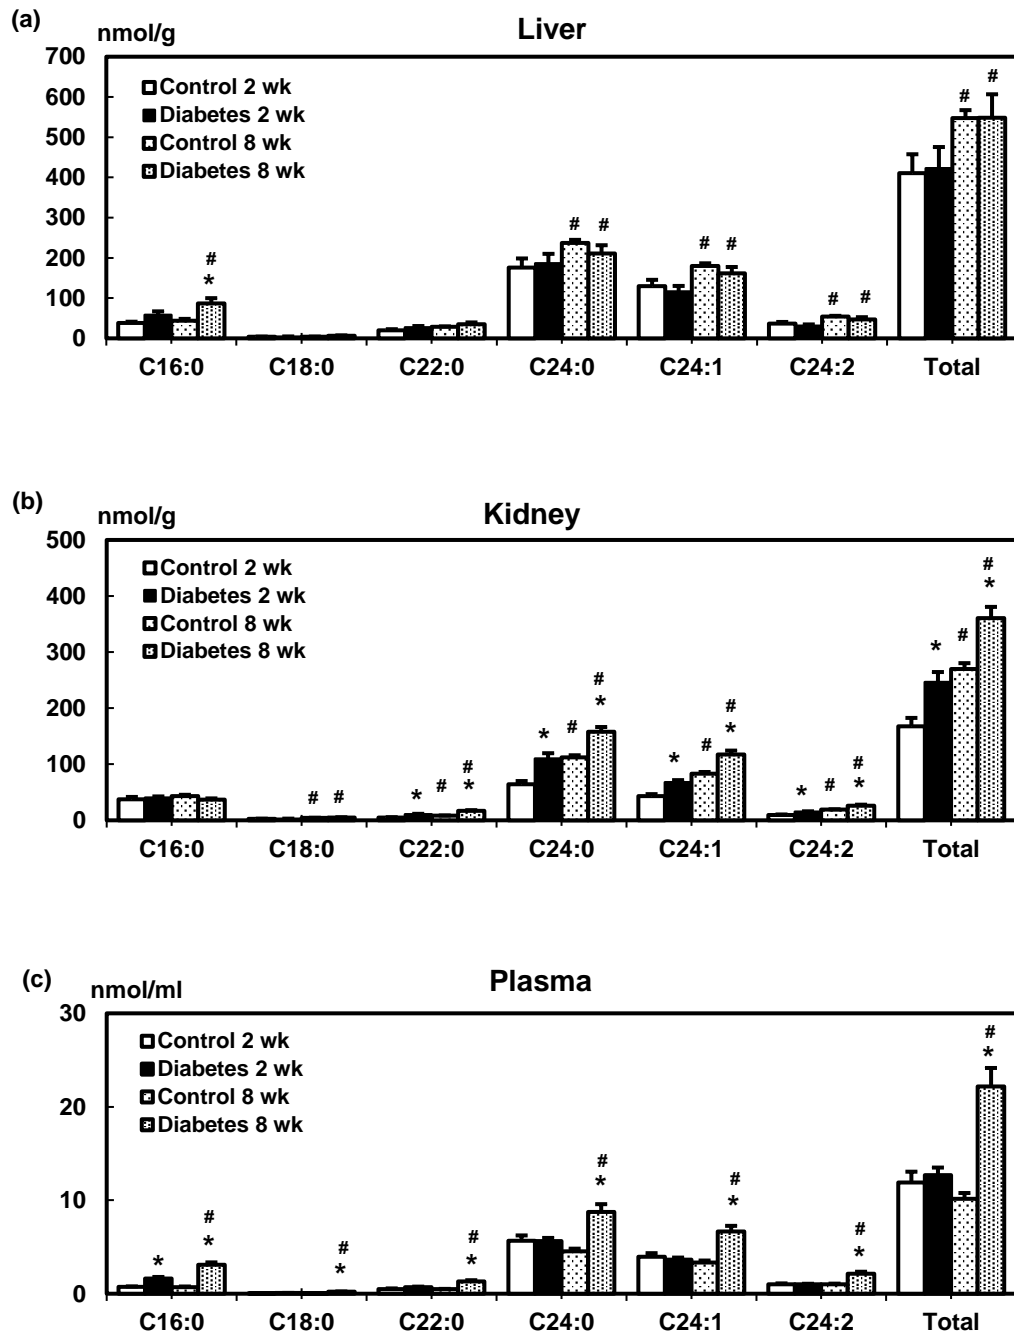 (a)
nmol/g
Liver
700
600
500
400
300
200
100
0
Control 2 wk
Diabetes 2 wk
Control 8 wk
Diabetes 8 wk
#
*
# #
# #
# #
# #
C16:0 C18:0 C22:0 C24:0 C24:1 C24:2 Total
(b)
nmol/g
Kidney
500
400
300
200
100
0
Control 2 wk
Diabetes 2 wk
Control 8 wk
Diabetes 8 wk
# #
* # #
*
* # #
*
* # #
*
* # #
*
* # #
*
C16:0 C18:0 C22:0 C24:0 C24:1 C24:2 Total
(c)
nmol/ml
Plasma
30
20
10
0
Control 2 wk
Diabetes 2 wk
Control 8 wk
Diabetes 8 wk
* #
*
#
*
#
*
#
*
#
*
#
*
#
*
C16:0 C18:0 C22:0 C24:0 C24:1 C24:2 Total